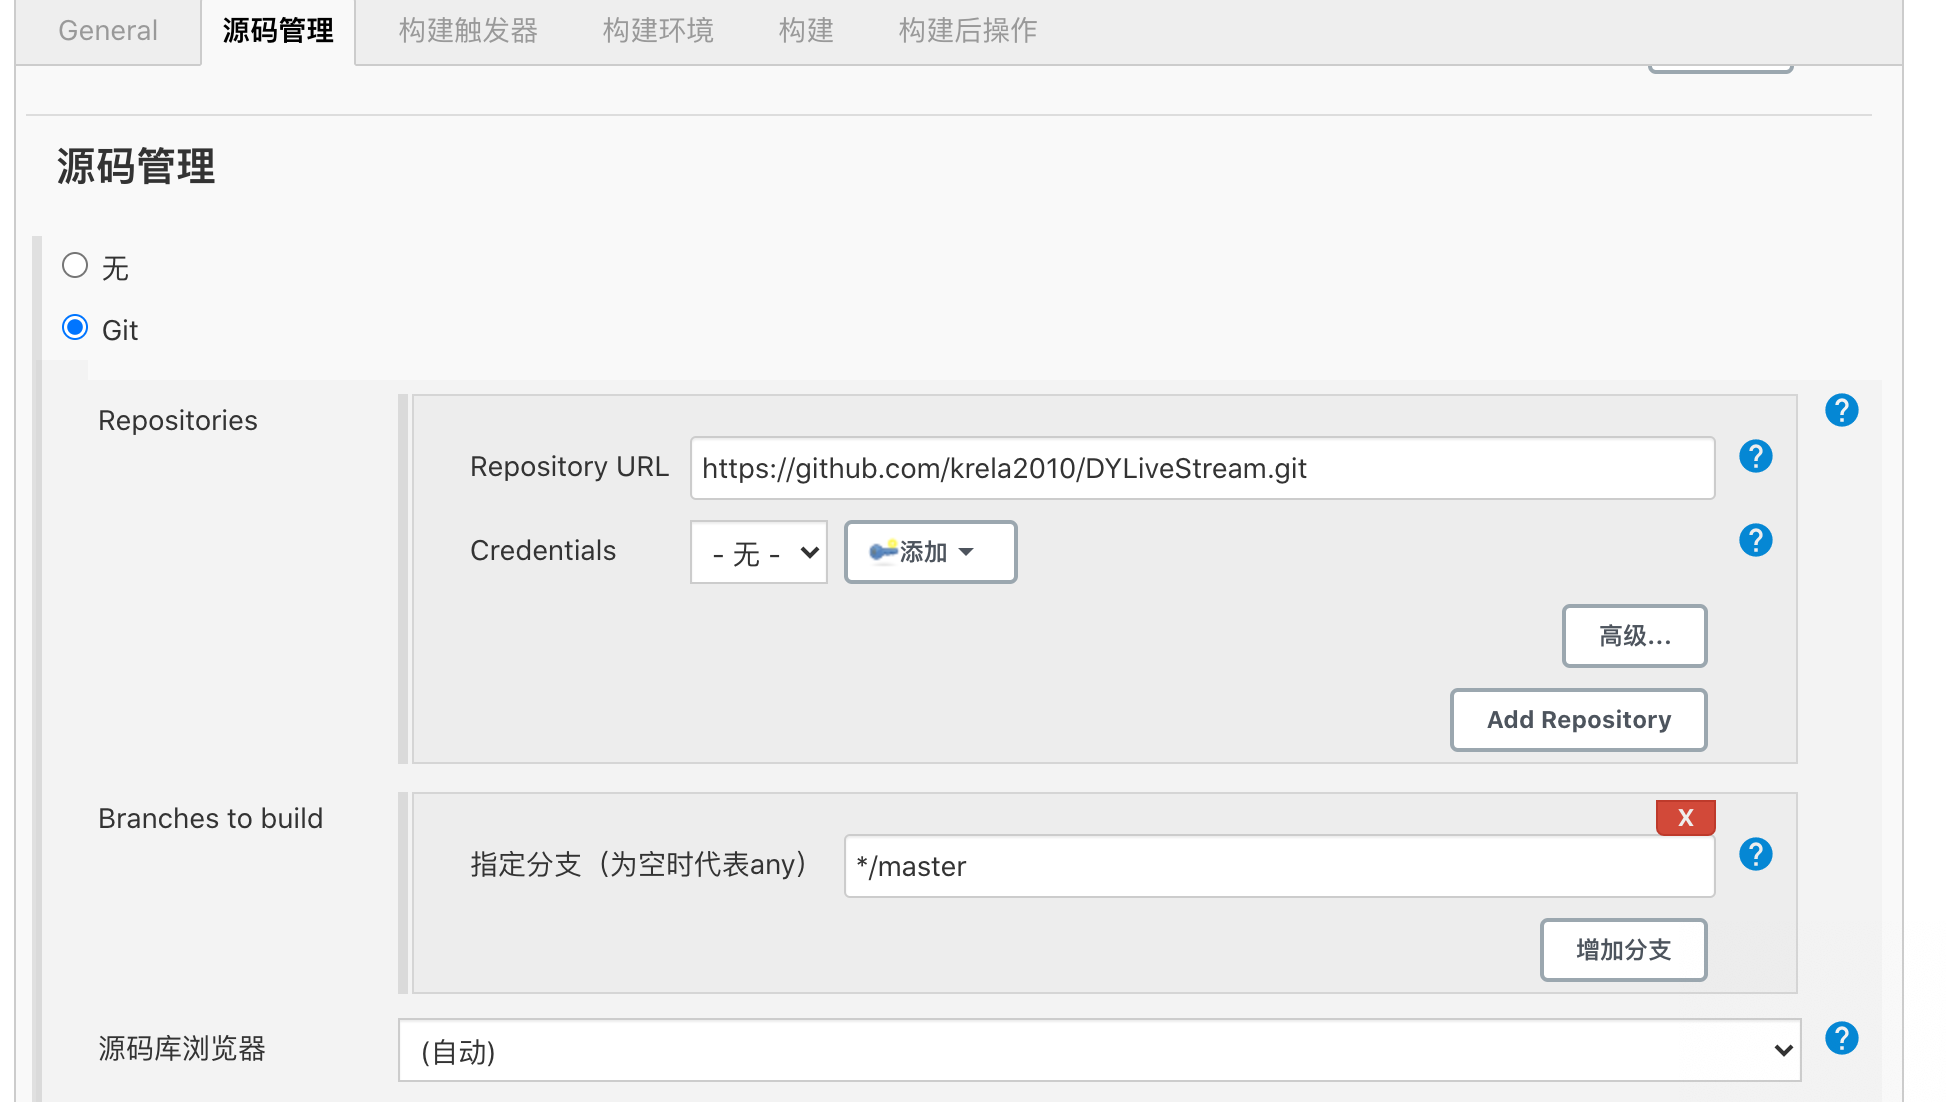 General 源码管理 构建触发器 构建环境 构建 构建后操作
源码管理
无
Git
Repositories
Repository URL https://github.com/krela2010/DYLiveStream.git
Credentials - 无 - 添加
高级...
Add Repository
Branches to build
X
指定分支（为空时代表any） */master
增加分支
源码库浏览器 (自动)